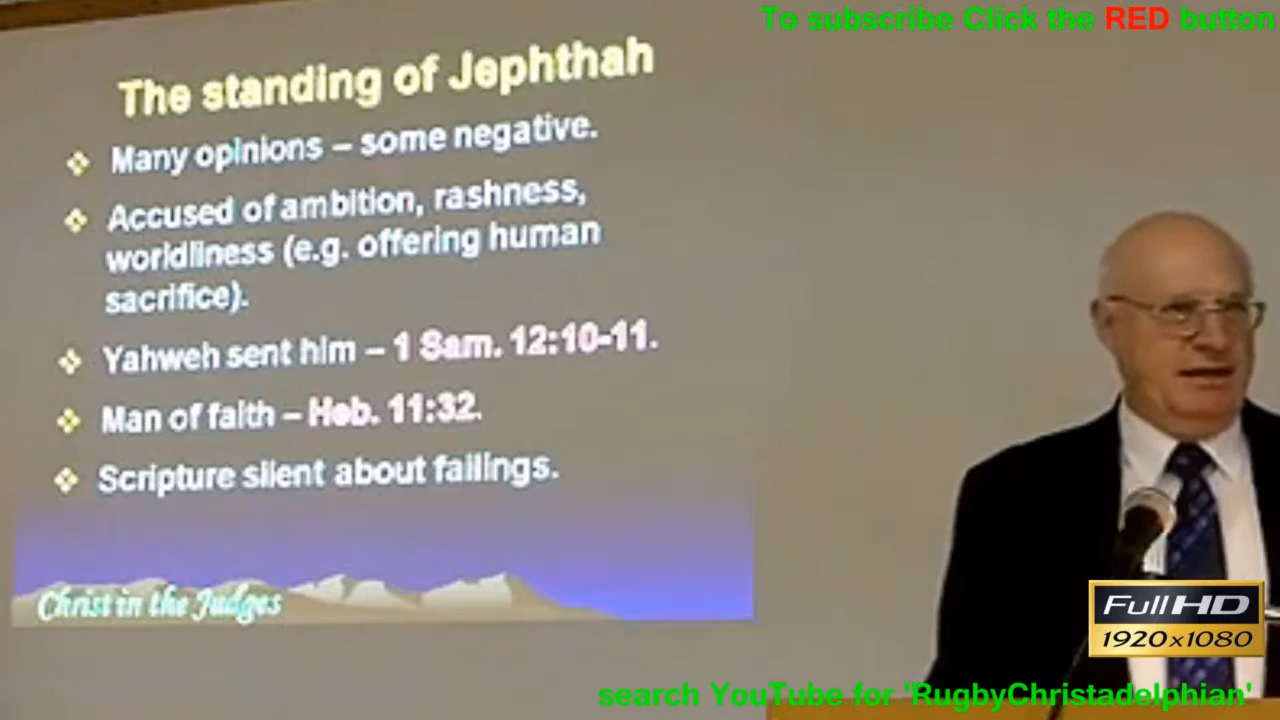 To subscribe Click the RED button
The standing of Jephthah
Many opinions – some negative.
Accused of ambition, rashness,
worldliness (e.g. offering human
sacrifice).
Yahweh sent him – 1 Sam. 12:10-11.
Man of faith – Heb. 11:32.
Scripture silent about failings.
Christ in the Judges
Full HD
1920x1080
search YouTube for 'RugbyChristadelphian'